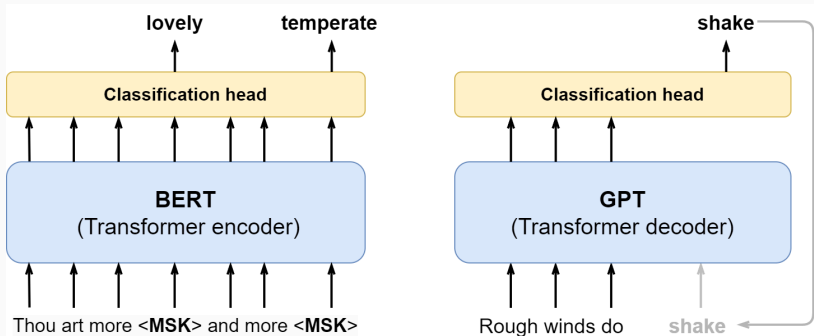 lovely temperate
Classification head
BERT
(Transformer encoder)
Thou art more <MSK> and more <MSK>
shake
Classification head
GPT
(Transformer decoder)
Rough winds do shake